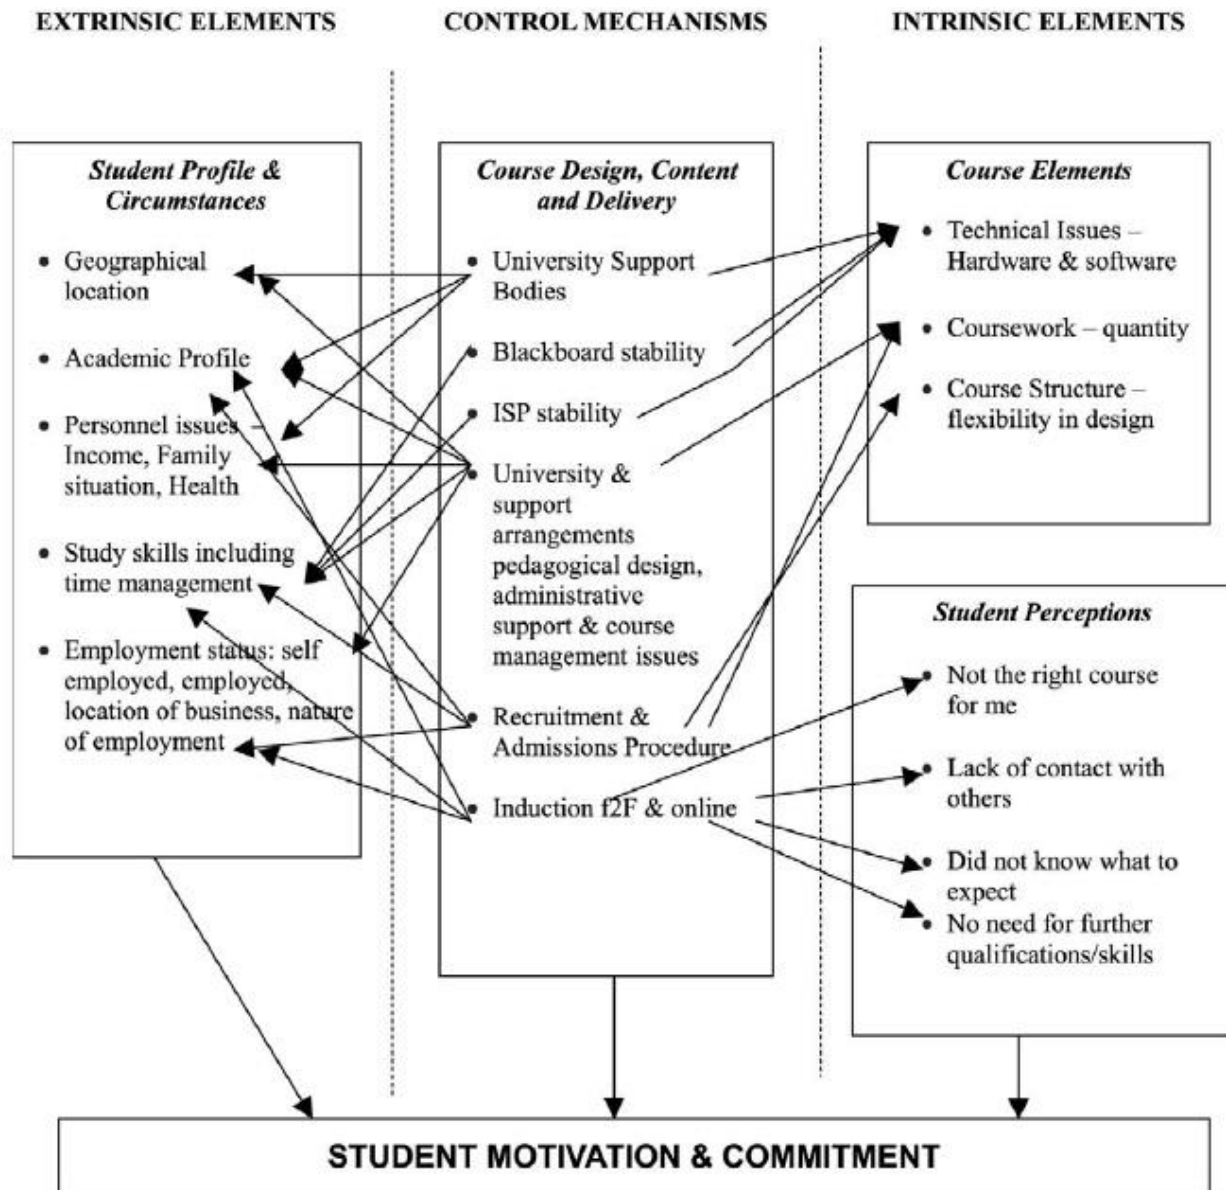 EXTRINSIC ELEMENTS
CONTROL MECHANISMS
INTRINSIC ELEMENTS
Student Profile &
Circumstances
• Geographical
location
• Academic Profile
• Personnel issues –
Income, Family
situation, Health
• Study skills including
time management
• Employment status: self
employed, employed,
location of business, nature
of employment
Course Design, Content
and Delivery
• University Support
Bodies
• Blackboard stability
• ISP stability
• University &
support
arrangements
pedagogical design,
administrative
support & course
management issues
• Recruitment &
Admissions Procedure
• Induction f2F & online
Course Elements
• Technical Issues –
Hardware & software
• Coursework – quantity
• Course Structure –
flexibility in design
Student Perceptions
• Not the right course
for me
• Lack of contact with
others
• Did not know what to
expect
• No need for further
qualifications/skills
STUDENT MOTIVATION & COMMITMENT